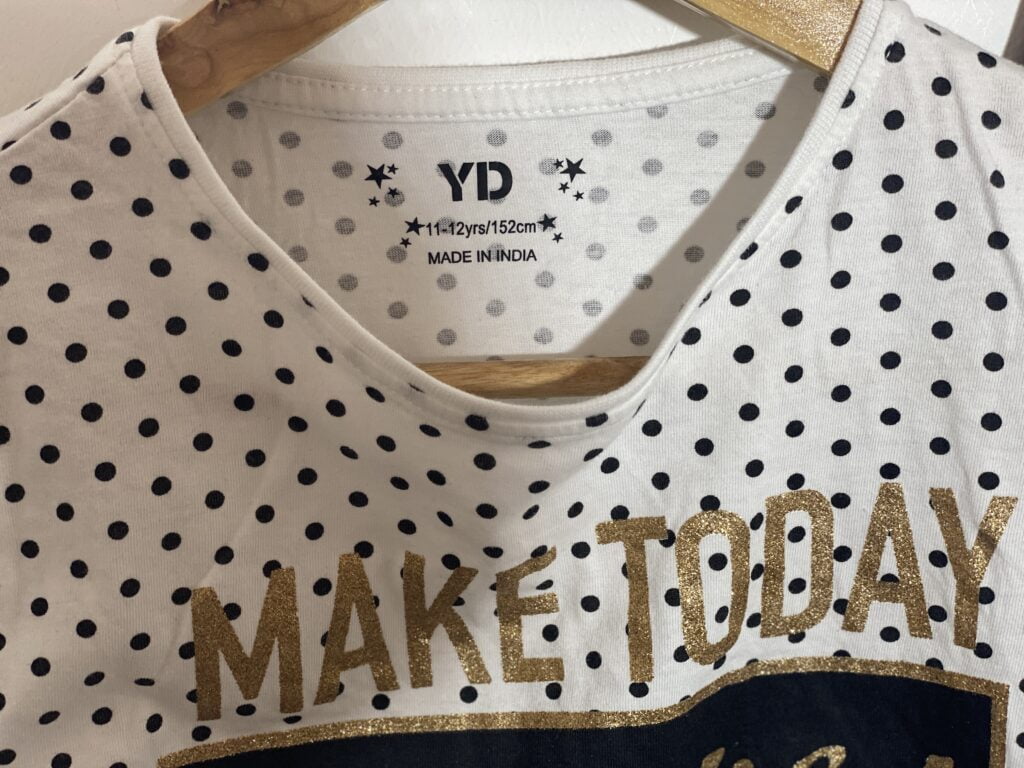 YD
11-12yrs/152cm
MADE IN INDIA
MAKE TODAY